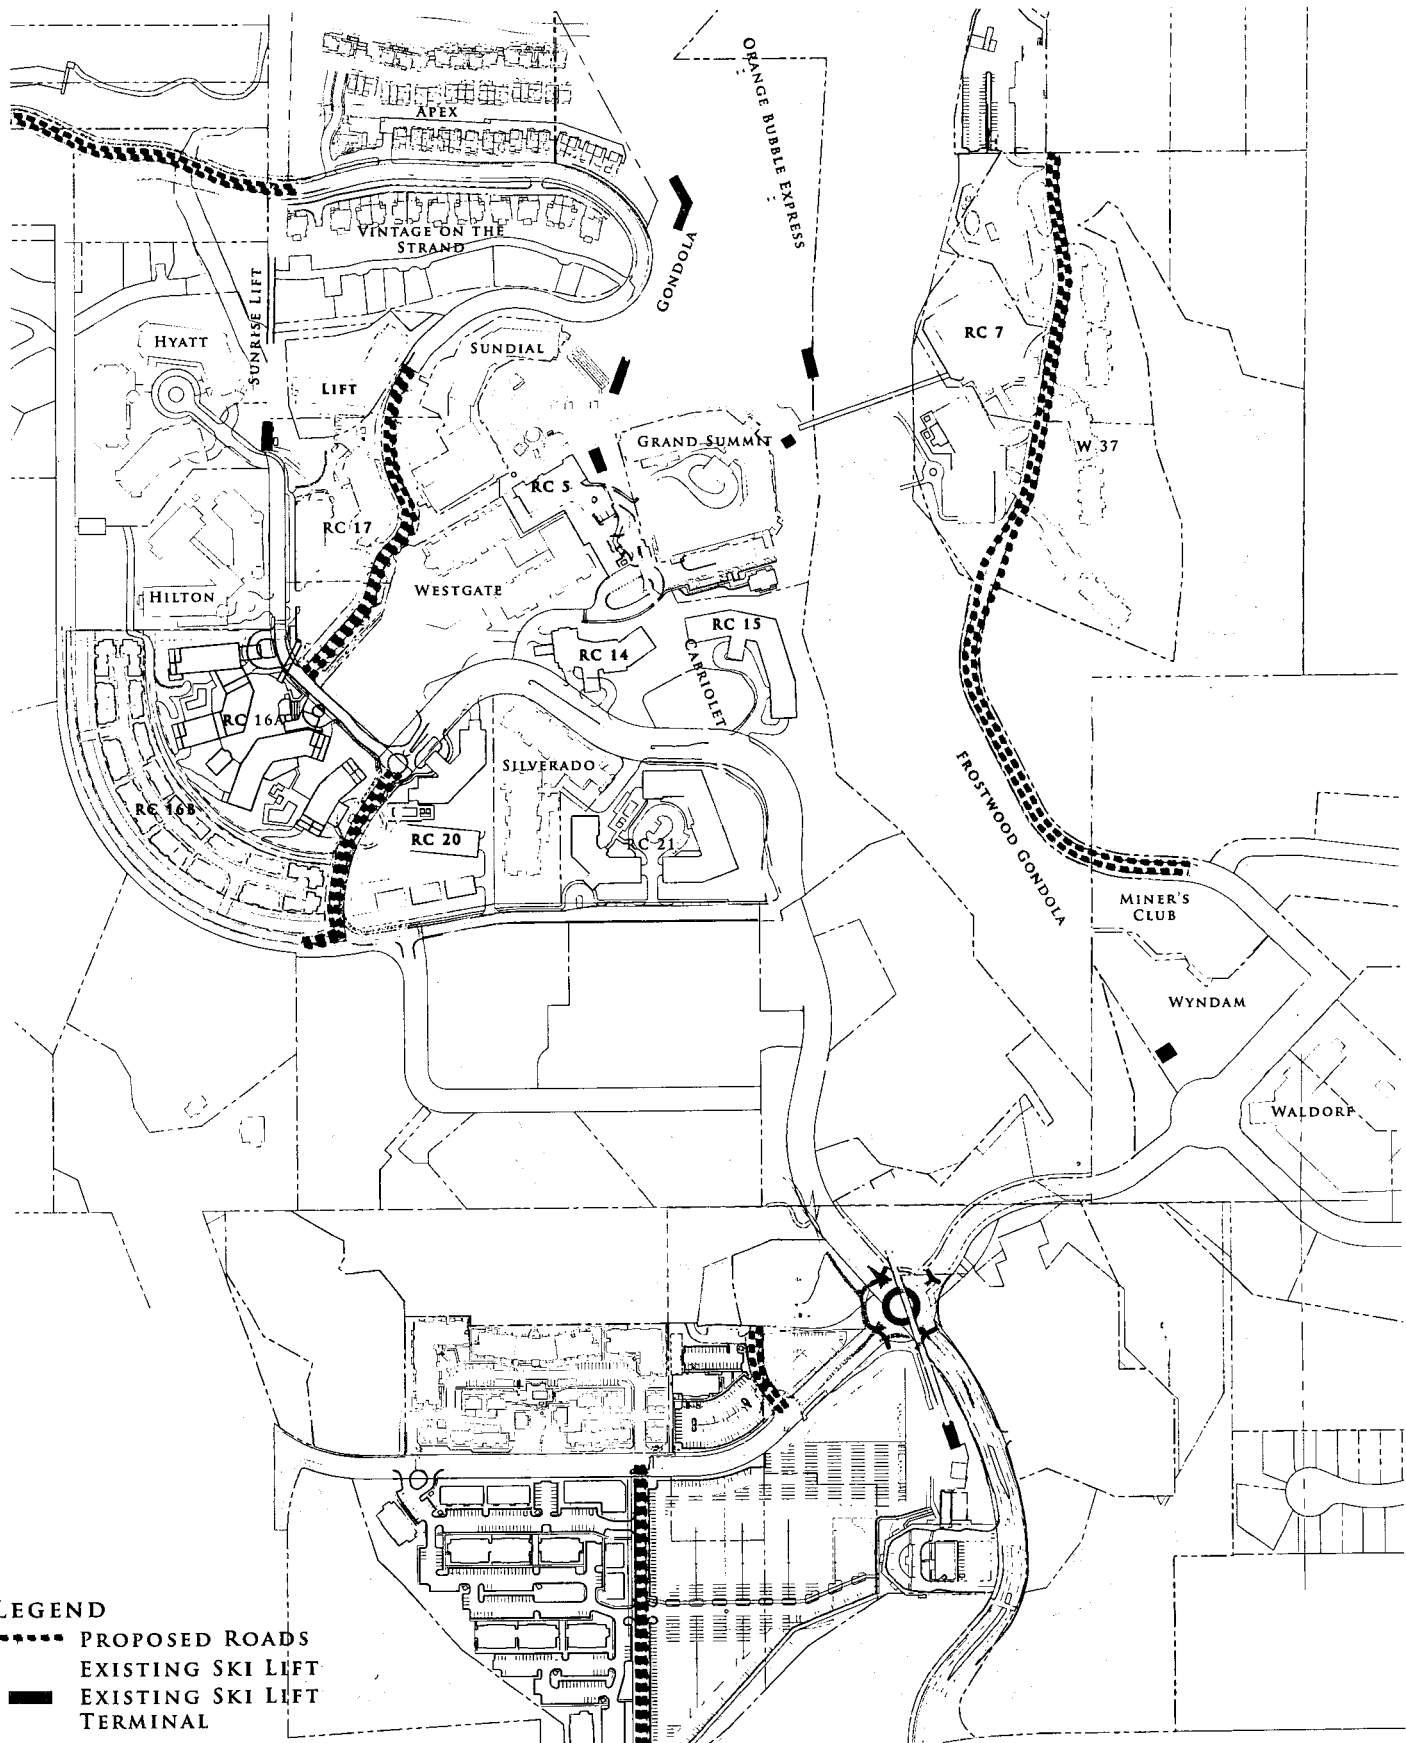 APEX
ORANGE BUBBLE EXPRESS
VINTAGE ON THE
STRAND
GONDOLA
SUNRISE LIFT
HYATT
SUNDIAL
LIFT
RC 7
GRAND SUMMIT
W 37
RC 5
RC 17
WESTGATE
HILTON
RC 15
RC 14
CABRIOLET
RC 16A
SILVERADO
RC 16B
RC 20
RC 21
FROSTWOOD GONDOLA
MINER'S
CLUB
WYNDAM
WALDORF
LEGEND
PROPOSED ROADS
EXISTING SKI LIFT
EXISTING SKI LIFT
TERMINAL